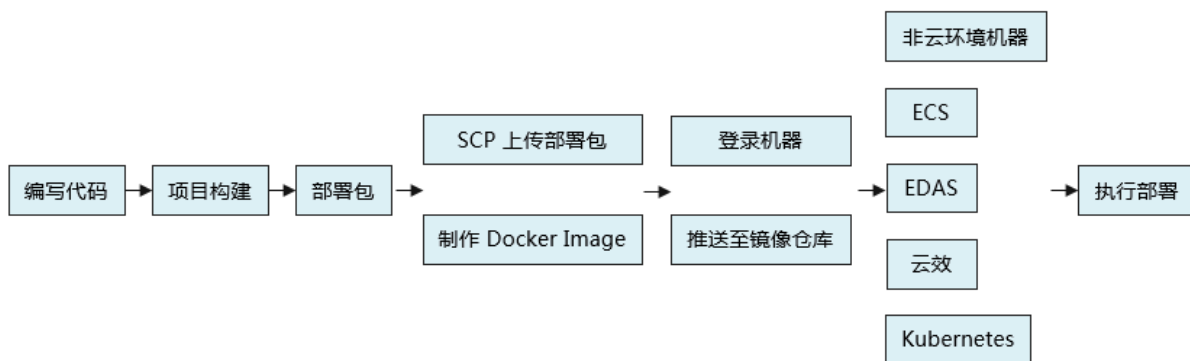 编写代码
项目构建
部署包
SCP 上传部署包
制作 Docker Image
登录机器
推送至镜像仓库
非云环境机器
ECS
EDAS
云效
Kubernetes
执行部署